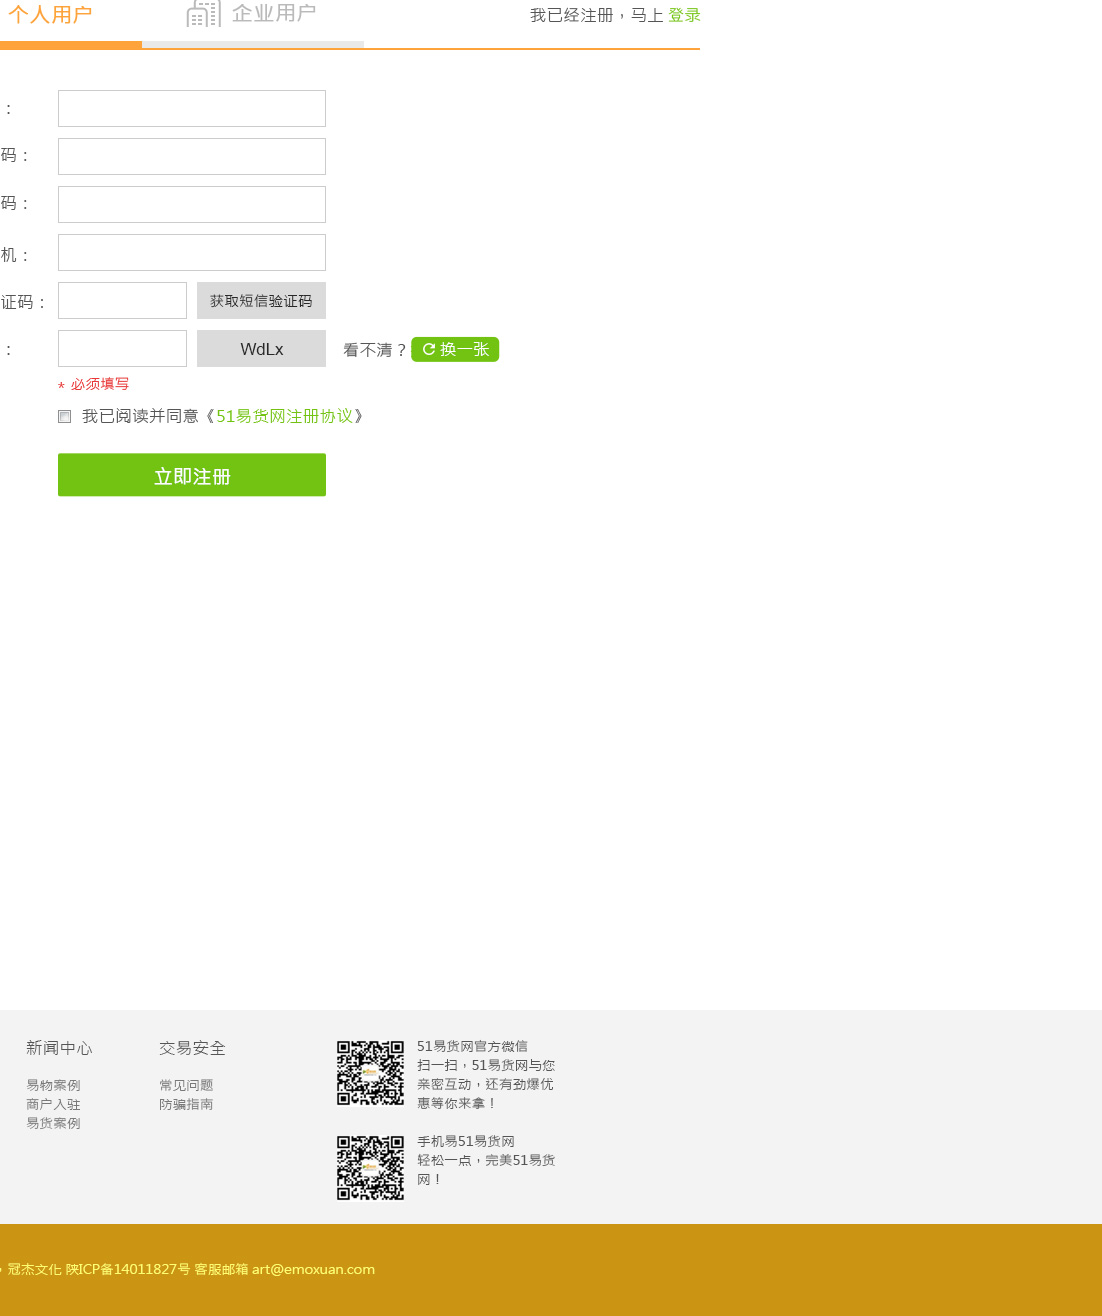 个人用户
企业用户
我已经注册，马上 登录
：
码：
码：
机：
证码：
获取短信验证码
：
WdLx
看不清？
换一张
* 必须填写
我已阅读并同意《51易货网注册协议》
立即注册
新闻中心
易物案例
商户入驻
易货案例
交易安全
常见问题
防骗指南
51易货网官方微信
扫一扫，51易货网与您
亲密互动，还有劲爆优
惠等你来拿！
手机易51易货网
轻松一点，完美51易货
网！
，冠杰文化 陕ICP备14011827号 客服邮箱 art@emoxuan.com